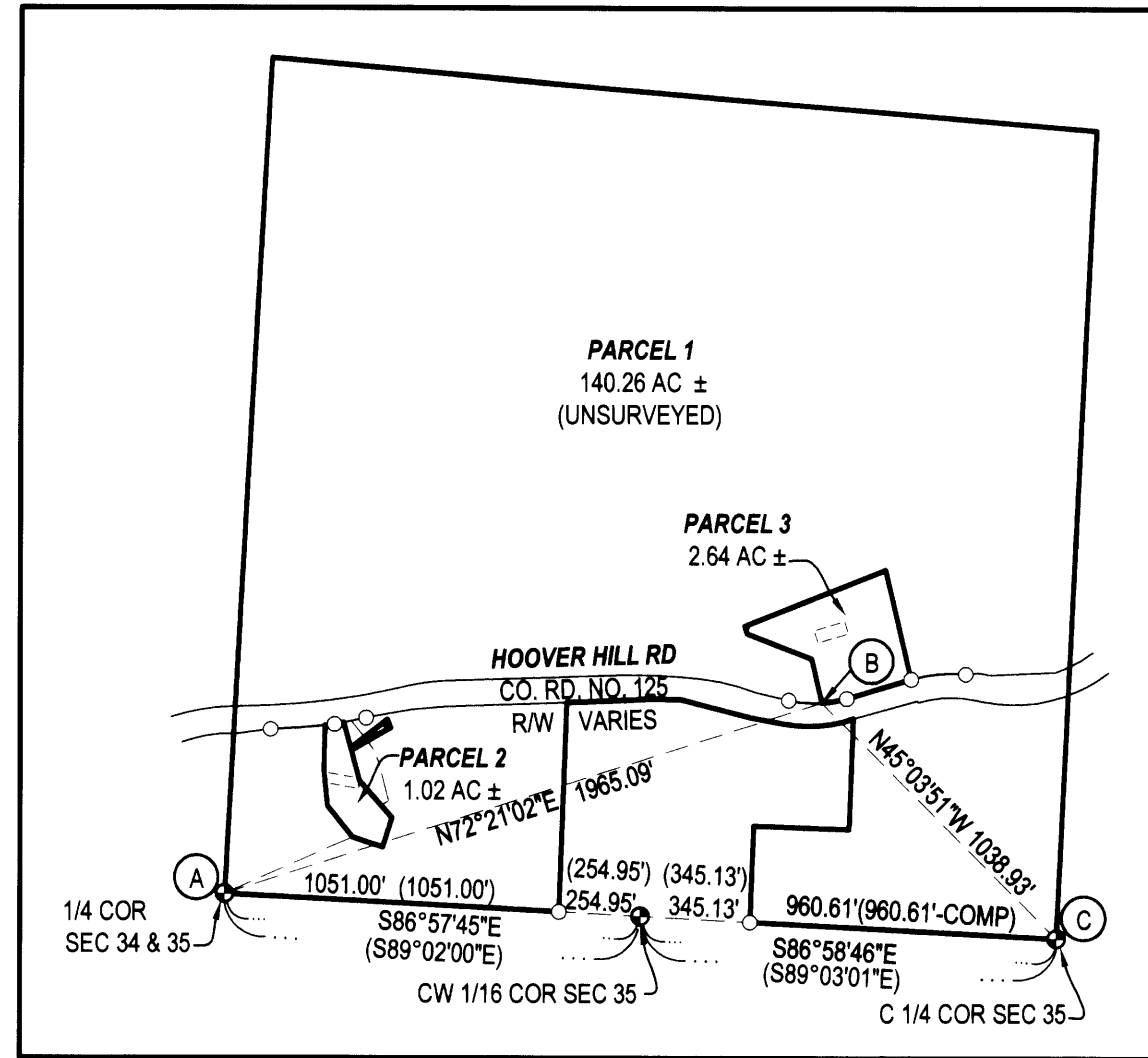 PARCEL 1
140.26 AC ±
(UNSURVEYED)
PARCEL 3
2.64 AC ±
B
HOOVER HILL RD
CO. RD. NO. 125
R/W VARIES
PARCEL 2
1.02 AC ±
N72°21'02"E 1965.09'
N45°03'51"W 1038.93'
A
1/4 COR
SEC 34 & 35
1051.00' (1051.00')
S86°57'45"E
(S89°02'00"E)
(254.95') (345.13')
254.95' 345.13'
CW 1/16 COR SEC 35
960.61'(960.61'-COMP)
S86°58'46"E
(S89°03'01"E)
C
C 1/4 COR SEC 35